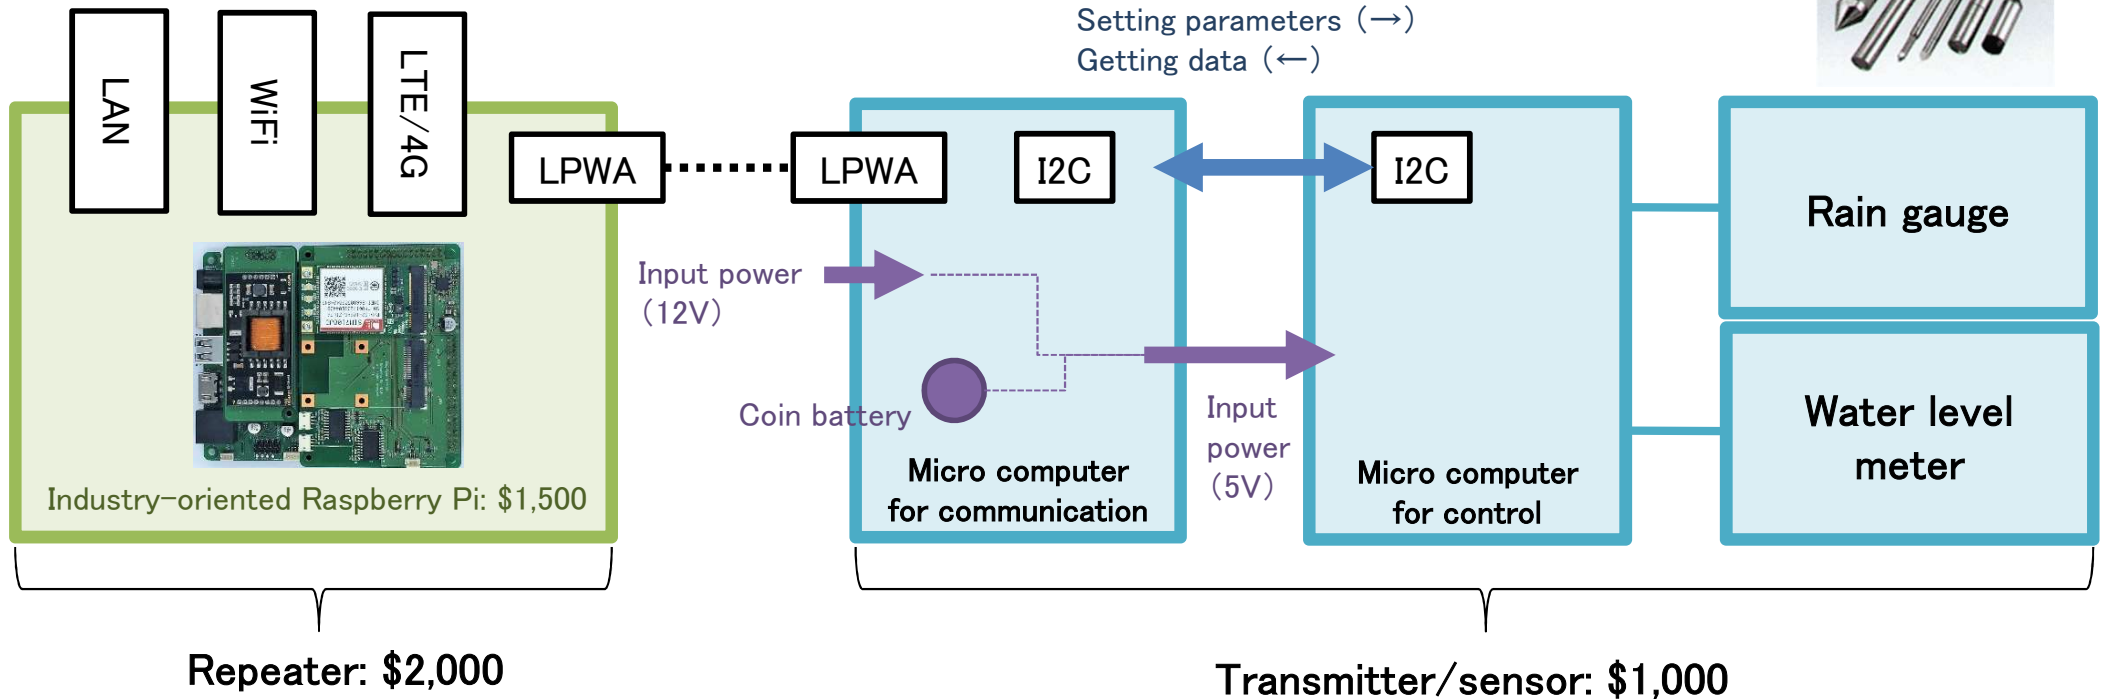 Setting parameters (→)
Getting data (←)
LAN
WiFi
LTE/4G
LPWA
LPWA
I2C
I2C
Rain gauge
Input power
(12V)
Coin battery
Input
power
(5V)
Water level
meter
Micro computer
for communication
Micro computer
for control
Industry-oriented Raspberry Pi: $1,500
Repeater: $2,000
Transmitter/sensor: $1,000